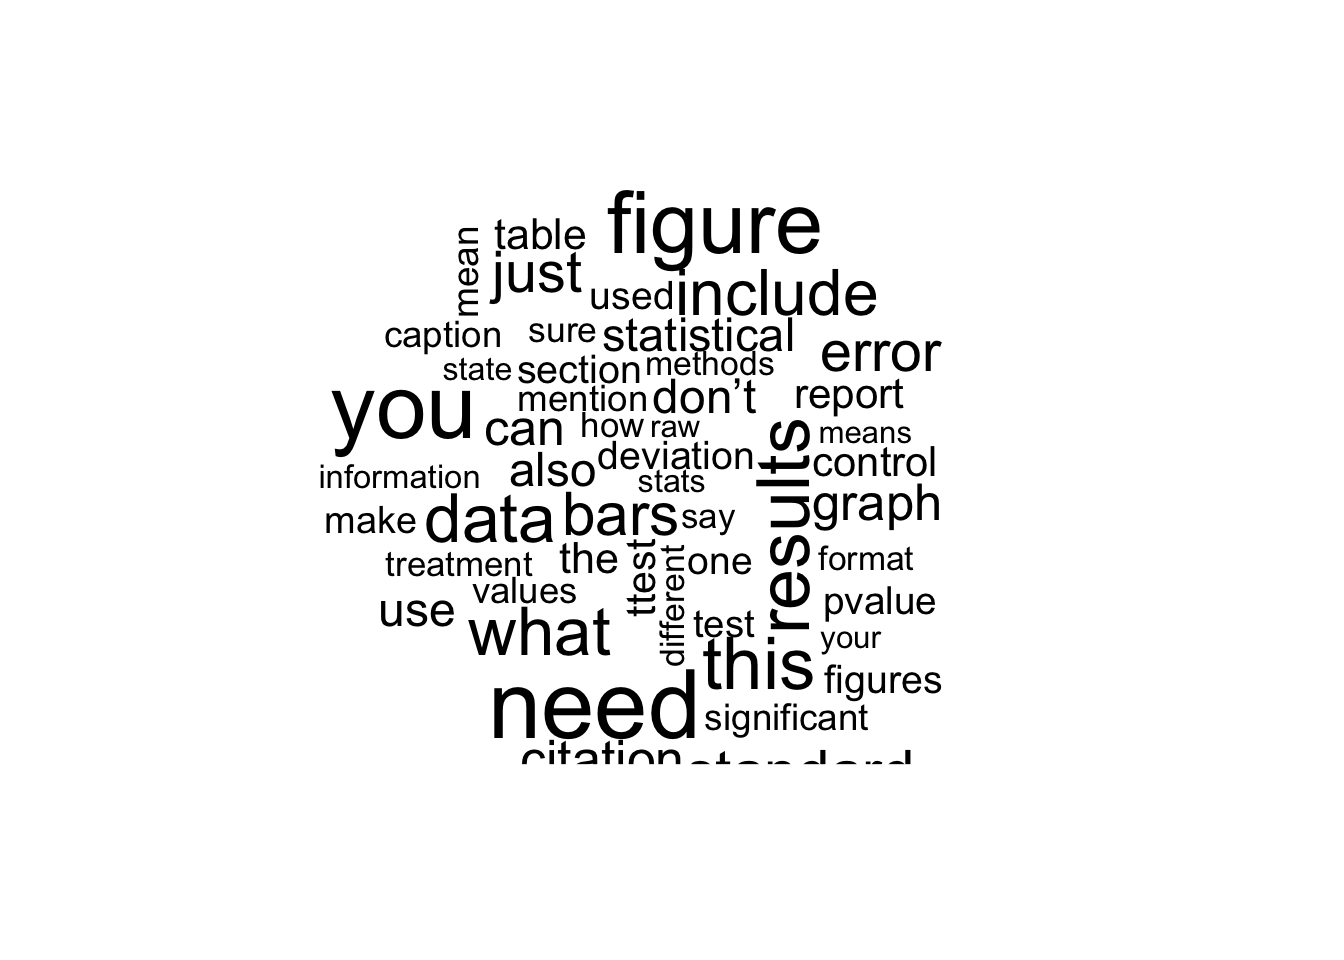 figure
mean
table
just
used
include
caption
sure
statistical
error
state
section
methods
you
mention
don’t
report
can
how
raw
results
means
deviation
control
information
also
stats
graph
make
data
bars
say
treatment
the
ttest
different
one
format
values
use
pvalue
what
test
your
this
figures
need
significant
citation
standard